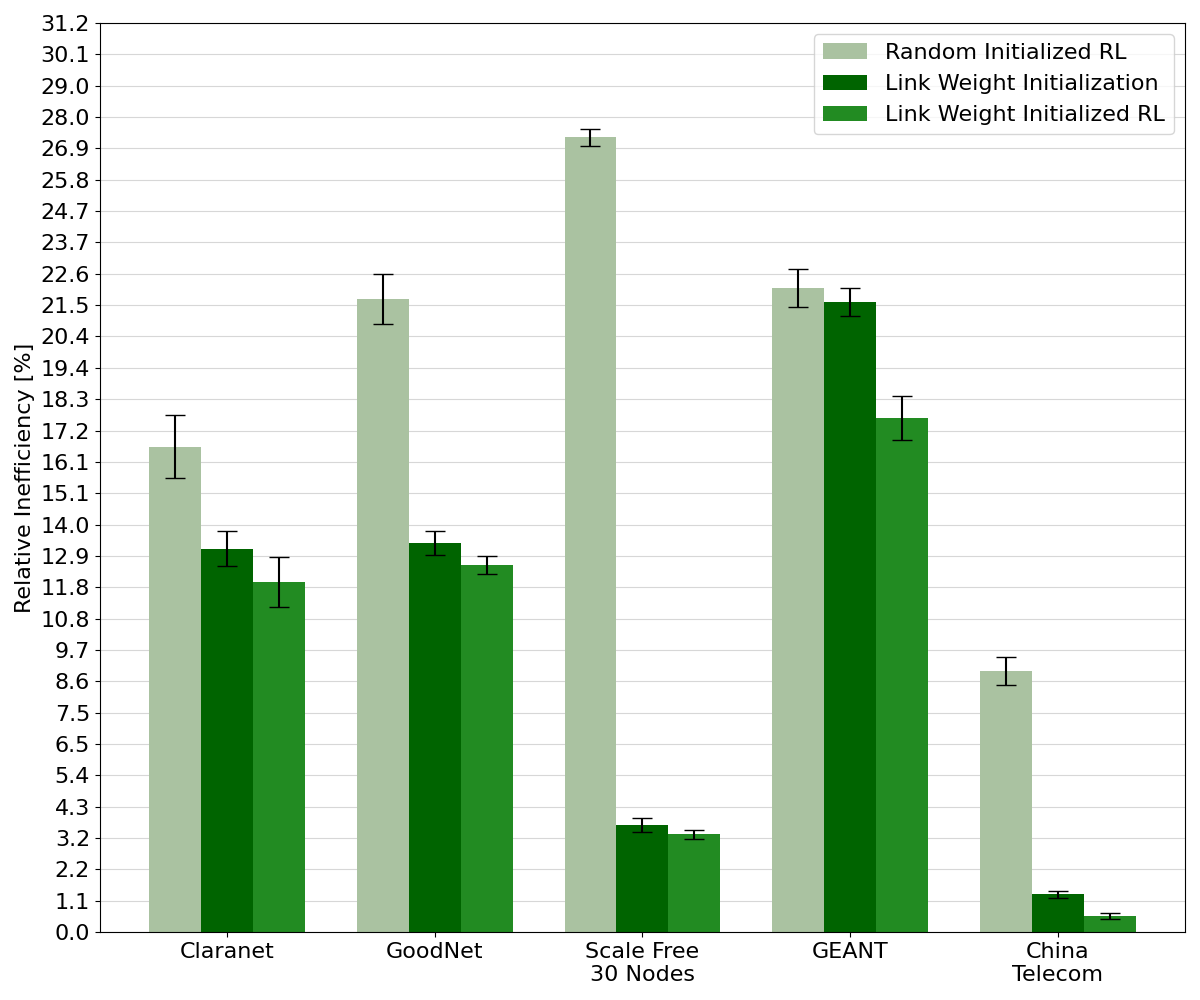 31.2
30.1
29.0
28.0
26.9
25.8
24.7
23.7
22.6
21.5
20.4
19.4
18.3
17.2
16.1
15.1
14.0
12.9
11.8
10.8
9.7
8.6
7.5
6.5
5.4
4.3
3.2
2.2
1.1
0.0
Relative Inefficiency [%]
Random Initialized RL
Link Weight Initialization
Link Weight Initialized RL
Claranet
GoodNet
Scale Free
30 Nodes
GEANT
China
Telecom